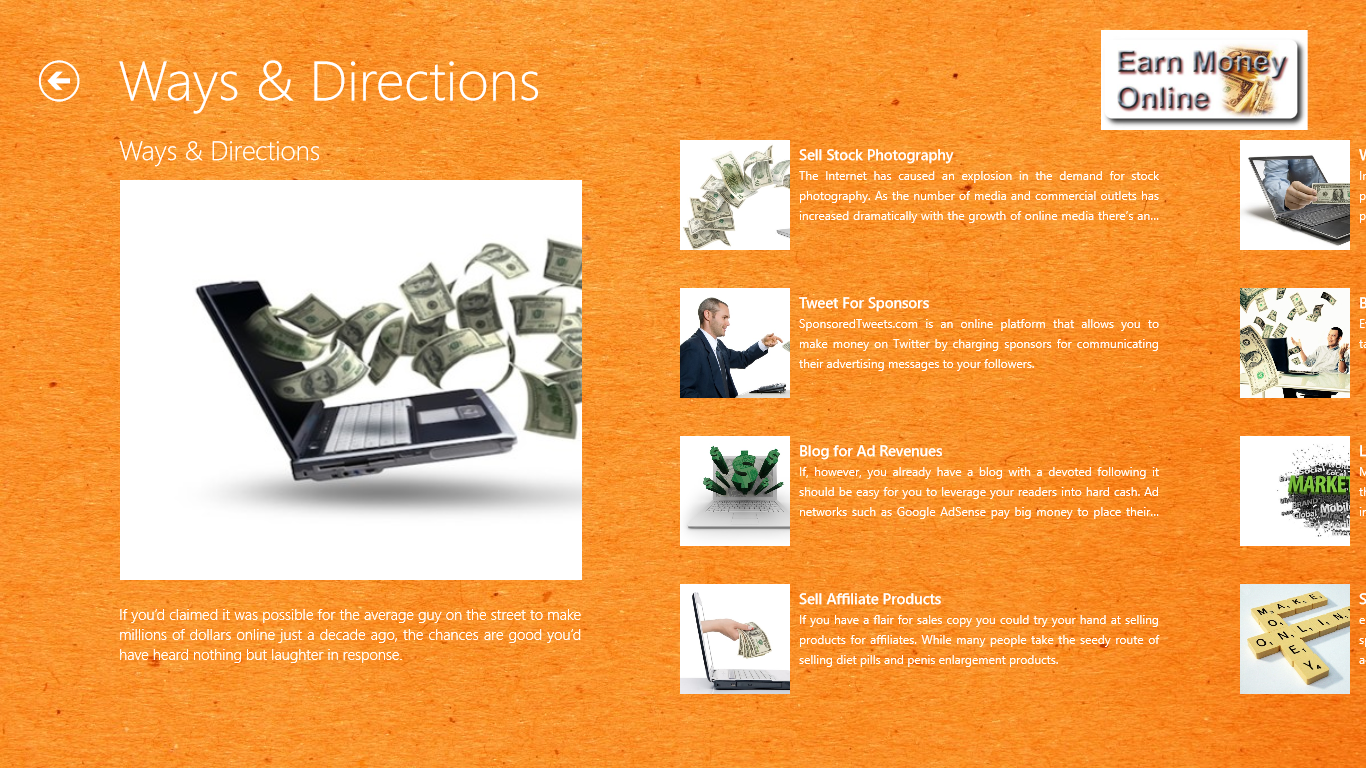 Ways & Directions
Earn Money
Online
Ways & Directions
If you'd claimed it was possible for the average guy on the street to make
millions of dollars online just a decade ago, the chances are good you'd
have heard nothing but laughter in response.
Sell Stock Photography
The Internet has caused an explosion in the demand for stock
photography. As the number of media and commercial outlets has
increased dramatically with the growth of online media there's an...
Tweet For Sponsors
SponsoredTweets.com is an online platform that allows you to
make money on Twitter by charging sponsors for communicating
their advertising messages to your followers.
Blog for Ad Revenues
If, however, you already have a blog with a devoted following it
should be easy for you to leverage your readers into hard cash. Ad
networks such as Google AdSense pay big money to place their...
Sell Affiliate Products
If you have a flair for sales copy you could try your hand at selling
products for affiliates. While many people take the seedy route of
selling diet pills and penis enlargement products.
MARKE
Mobil
MAKE
MONEY
ONLIN